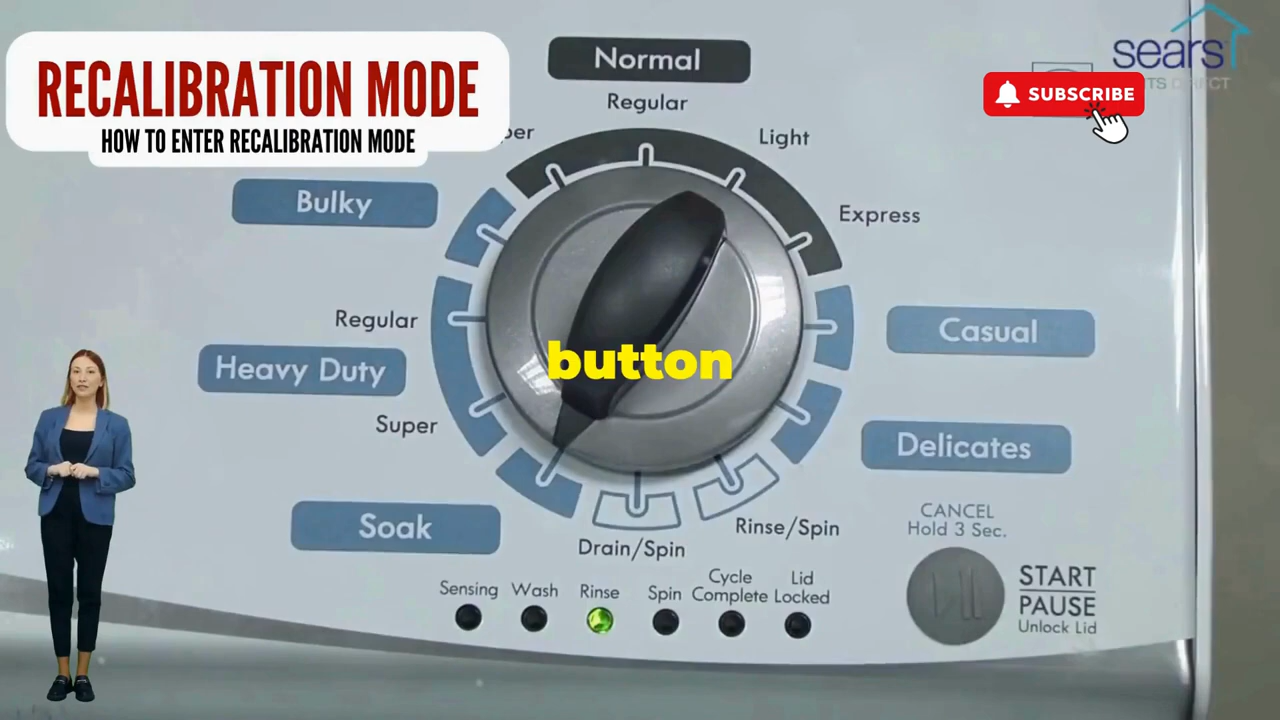 sears
RECALIBRATION MODE
HOW TO ENTER RECALIBRATION MODE
SUBSCRIBE
DIRECT
Normal
Regular
Light
Bulky
Express
Regular
Casual
Heavy Duty
button
Super
Delicates
Soak
CANCEL
Hold 3 Sec.
Rinse/Spin
Drain/Spin
Sensing
Wash
Rinse
Spin
Cycle
Complete
Lid
Locked
START
PAUSE
Unlock Lid